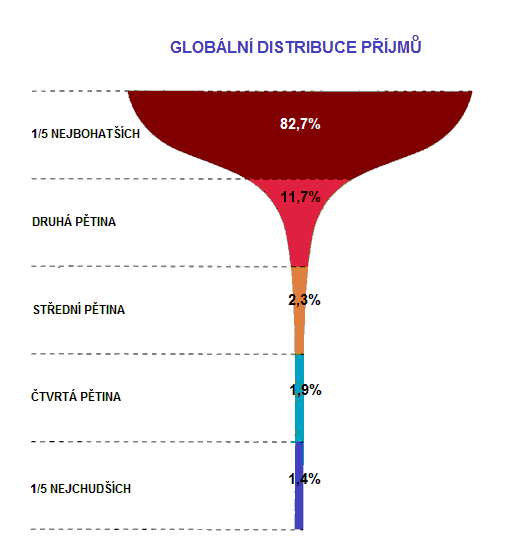 GLOBÁLNÍ DISTRIBUCE PŘÍJMŮ
1/5 NEJBOHATŠÍCH
82,7%
DRUHÁ PĚTINA
11,7%
STŘEDNÍ PĚTINA
2,3%
ČTVRTÁ PĚTINA
1,9%
1/5 NEJCHUDŠÍCH
1,4%